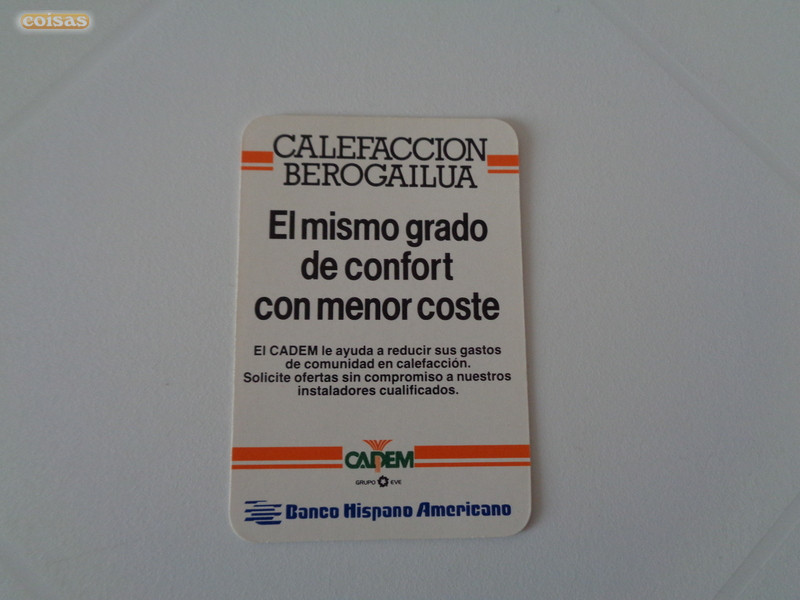 coisas
CALEFACCION
BEROGAILUA
El mismo grado
de confort
con menor coste
El CADEM le ayuda a reducir sus gastos
de comunidad en calefacción.
Solicite ofertas sin compromiso a nuestros
instaladores cualificados.
CADEM
GRUPO EVE
Banco Hispano Americano